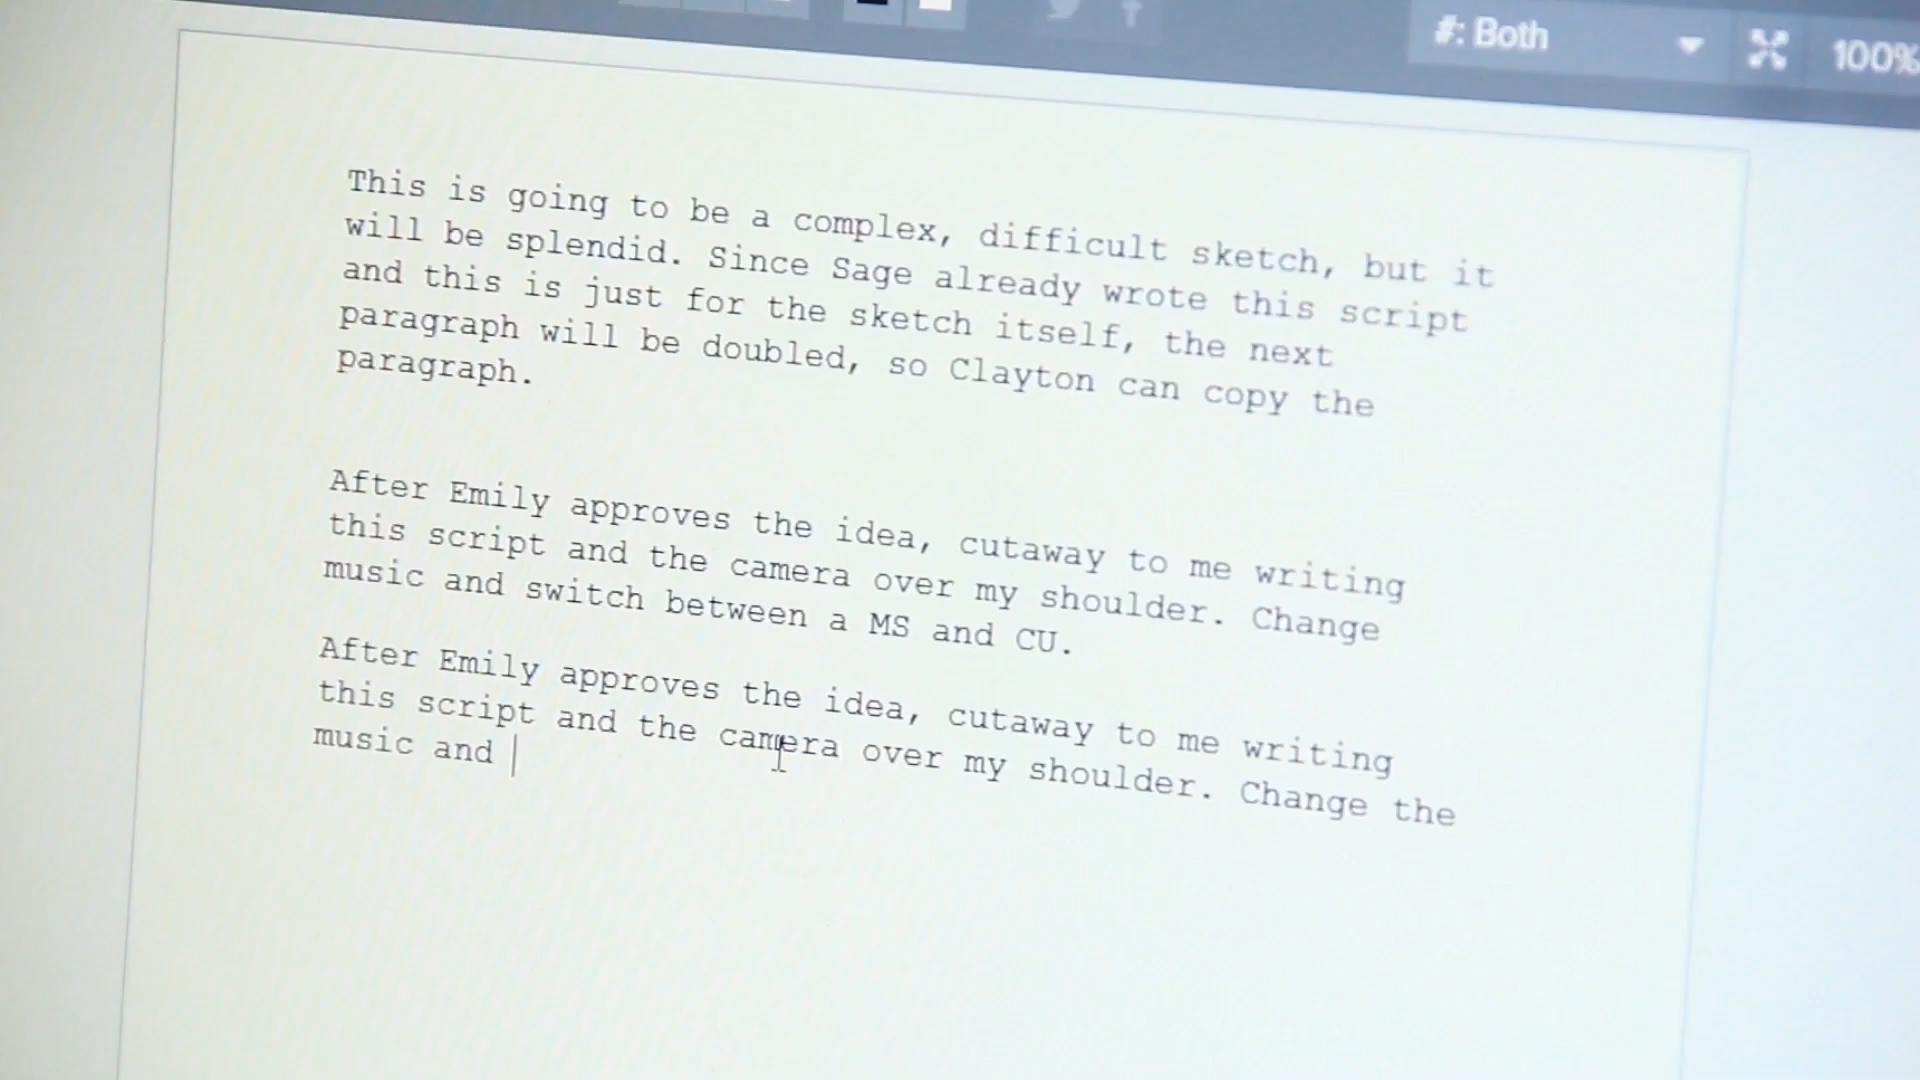 #: Both
100%
This is going to be a complex, difficult sketch, but it
will be splendid. Since Sage already wrote this script
and this is just for the sketch itself, the next
paragraph will be doubled, so Clayton can copy the
paragraph.
After Emily approves the idea, cutaway to me writing
this script and the camera over my shoulder. Change
music and switch between a MS and CU.
After Emily approves the idea, cutaway to me writing
this script and the camera over my shoulder. Change the
music and